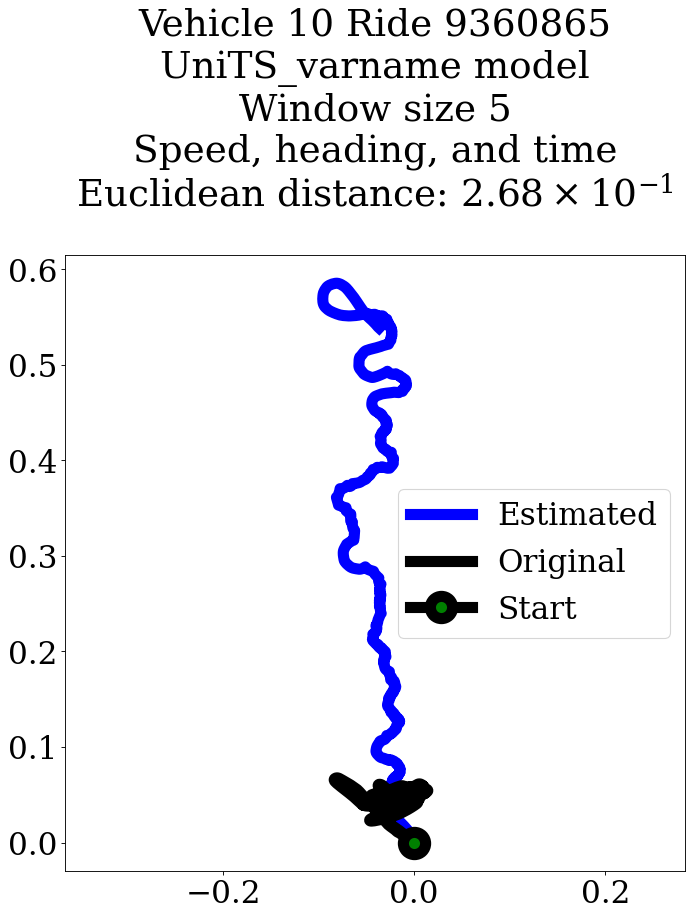 Vehicle 10 Ride 9360865
UniTS_varname model
Window size 5
Speed, heading, and time
Euclidean distance: 2.68 × 10⁻¹
0.6
0.5
0.4
0.3
0.2
0.1
0.0
Estimated
Original
Start
−0.2 0.0 0.2